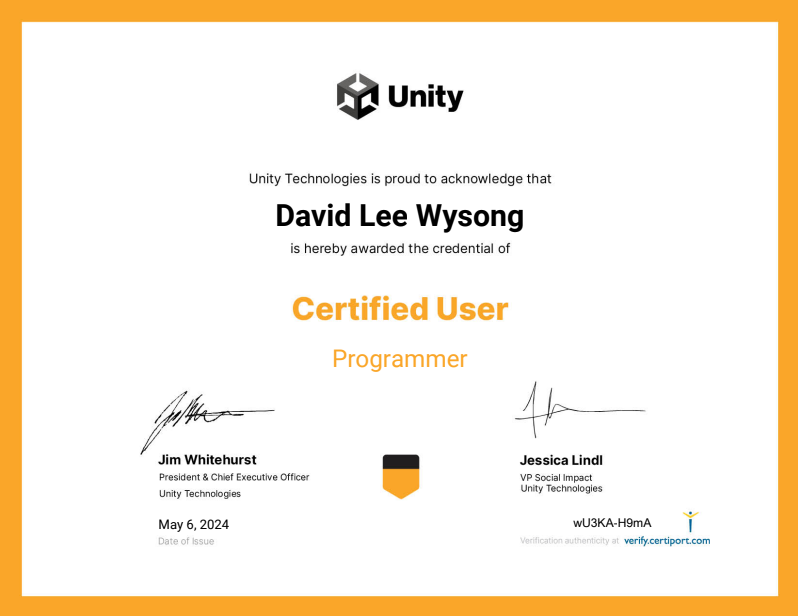 Unity
Unity Technologies is proud to acknowledge that
David Lee Wysong
is hereby awarded the credential of
Certified User
Programmer
Jim Whitehurst
President & Chief Executive Officer
Unity Technologies
Jessica Lindl
VP Social Impact
Unity Technologies
May 6, 2024
Date of Issue
wU3KA-H9mA
Verification authenticity at verify.certiport.com